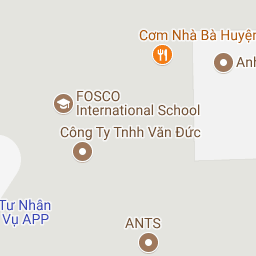 Cơm Nhà Bà Huyện
Anh
FOSCO
International School
Công Ty Tnhh Văn Đức
Tư Nhân
Vụ APP
ANTS